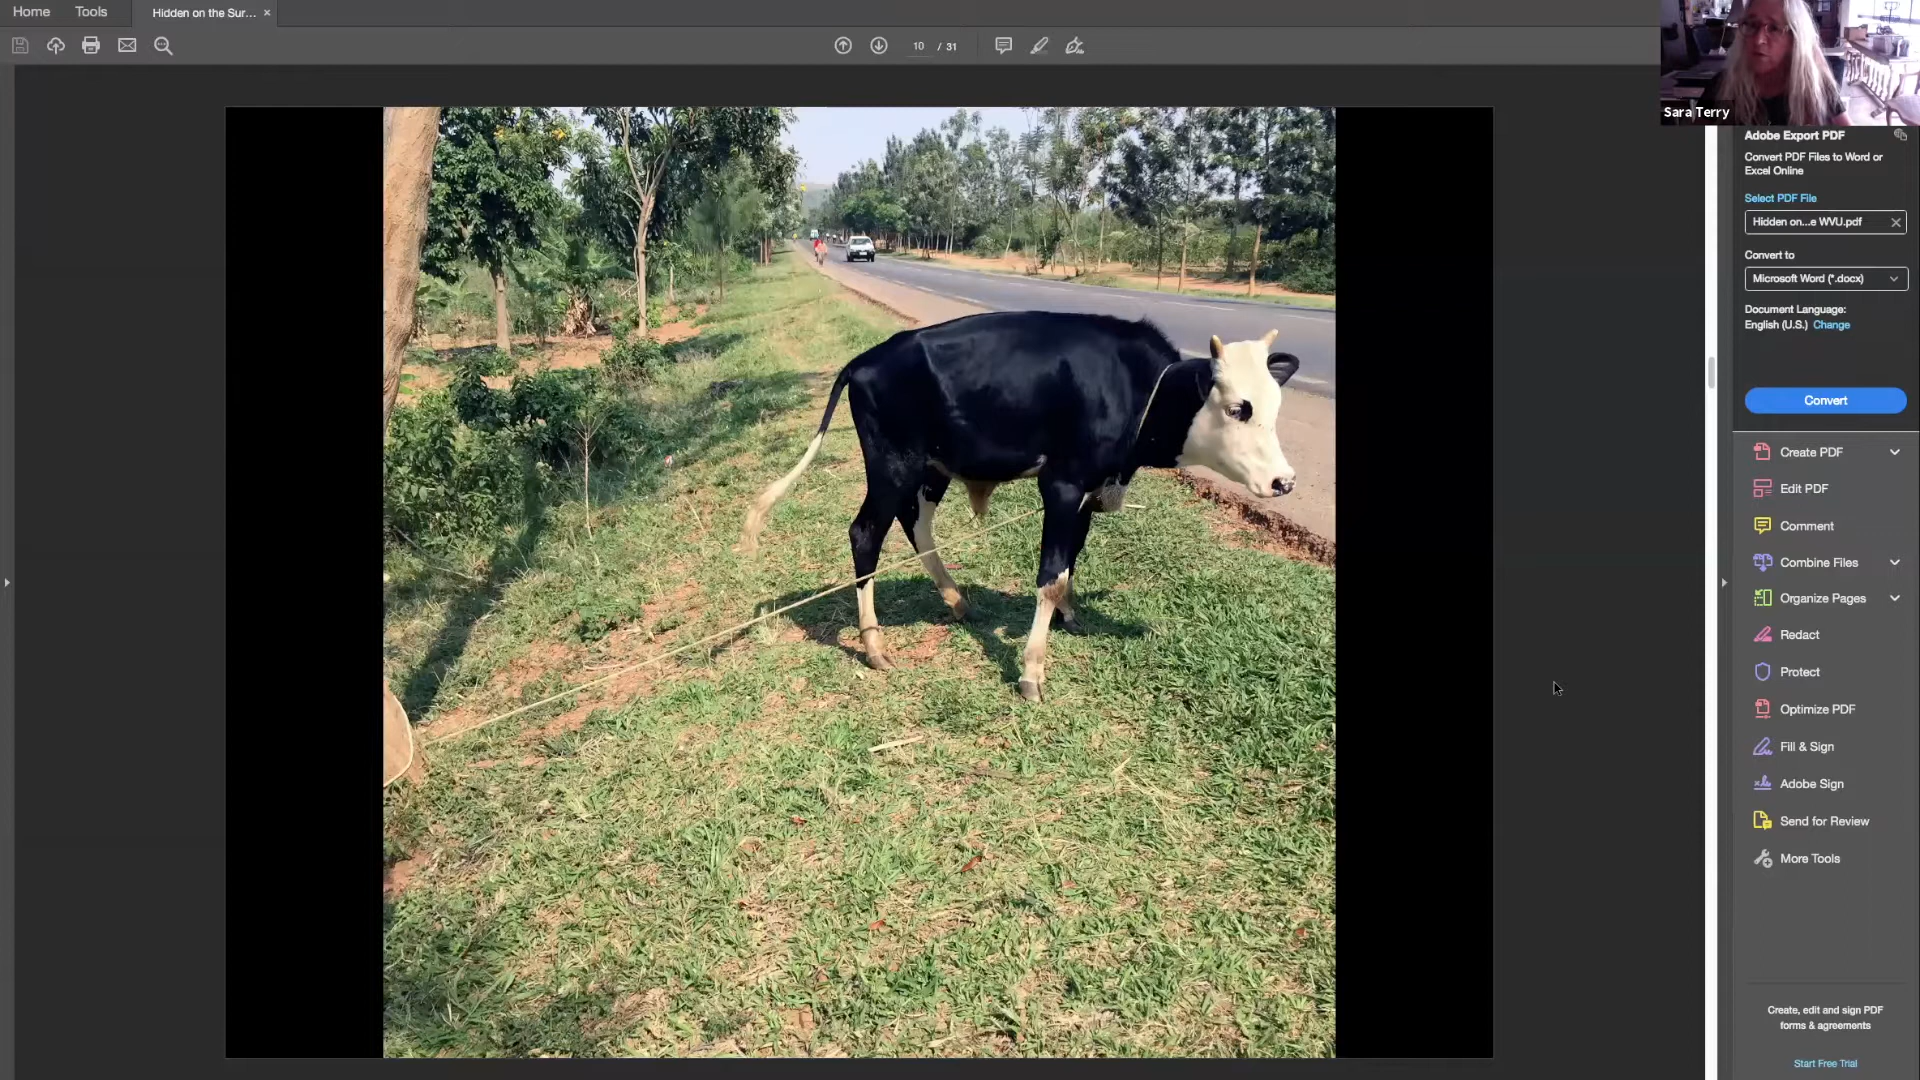 Home
Tools
Hidden on the Sur...
10 / 31
Sara Terry
Adobe Export PDF
Convert PDF Files to Word or
Excel Online
Select PDF File
Hidden on...e WVU.pdf
Convert to
Microsoft Word (*.docx)
Document Language:
English (U.S.) Change
Convert
Create PDF
Edit PDF
Comment
Combine Files
Organize Pages
Redact
Protect
Optimize PDF
Fill & Sign
Adobe Sign
Send for Review
More Tools
Create, edit and sign PDF
forms & agreements
Start Free Trial